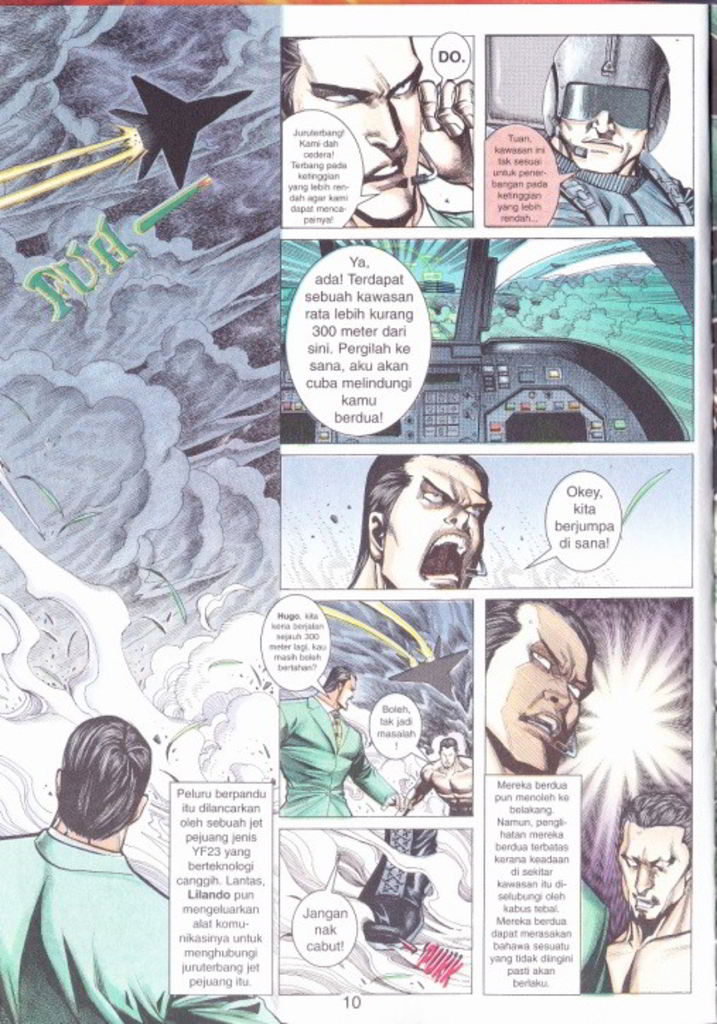 FUH
Peluru berpandu
itu dilancarkan
oleh sebuah jet
pejuang jenis
YF23 yang
berteknologi
canggih. Lantas,
Lilando pun
mengeluarkan
alat komu-
nikasinya untuk
menghubungi
juruterbang jet
pejuang itu.
DO.
Juruterbang!
Kami dah
cedera!
Terbang pada
ketinggian
yang lebih ren-
dah agar kami
dapat menca-
painya!
Tuan,
kawasan ini
tak sesuai
untuk pener-
bangan pada
ketinggian
rendah...
Ya,
ada! Terdapat
sebuah kawasan
rata lebih kurang
300 meter dari
sini. Pergilah ke
sana, aku akan
cuba melindungi
kamu
berdua!
Okey,
kita
berjumpa
di sana!
Hugo, kita
kena berjalan
sejauh 300
meter lagi, kau
masih boleh
bertahan?
Boleh,
tak jadi
masalah
!
Jangan
nak
cabut!
Mereka berdua
pun menoleh ke
belakang.
Namun, pengli-
hatan mereka
berdua terbatas
kerana keadaan
di sekitar
kawasan itu di-
selubungi oleh
kabus tebal.
Mereka berdua
dapat merasakan
bahawa sesuatu
yang tidak diingini
pasti akan
berlaku.
10